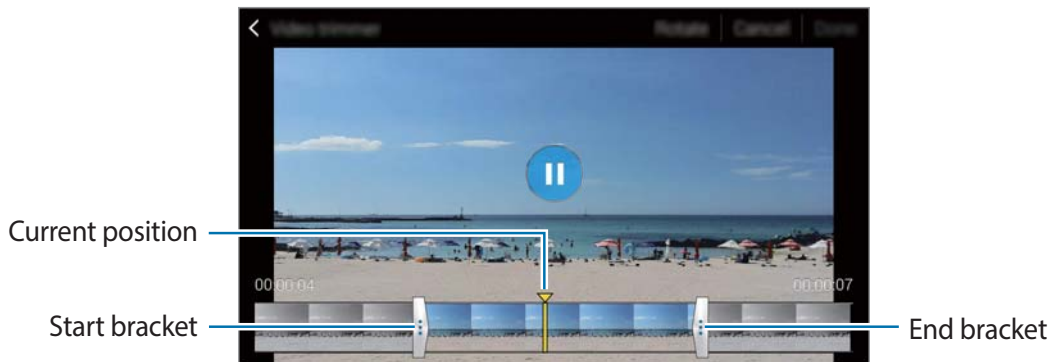 Video trimmer
Rotate
Cancel
Done
Current position
00:00:04
00:00:07
Start bracket
End bracket